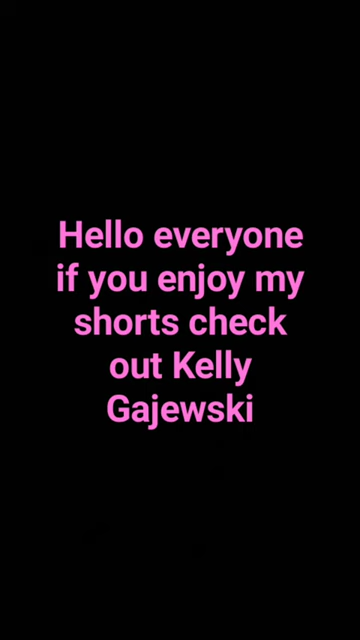 Hello everyone
if you enjoy my
shorts check
out Kelly
Gajewski